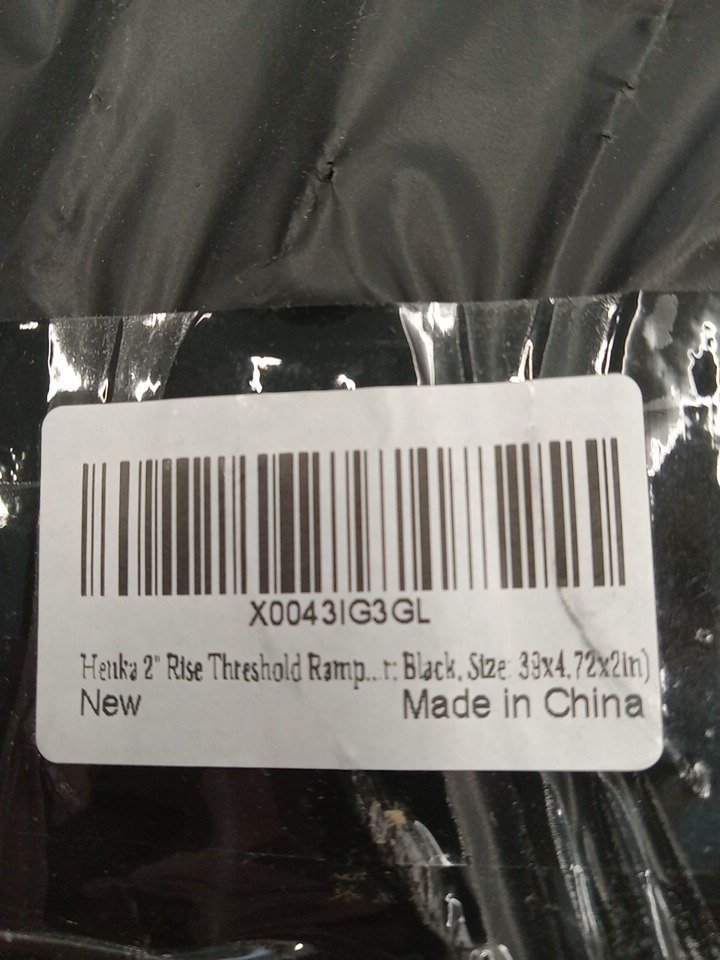 X0043IG3GL
Henka 2" Rise Threshold Ramp...r: Black, Size: 39x4.72x2in)
New Made in China